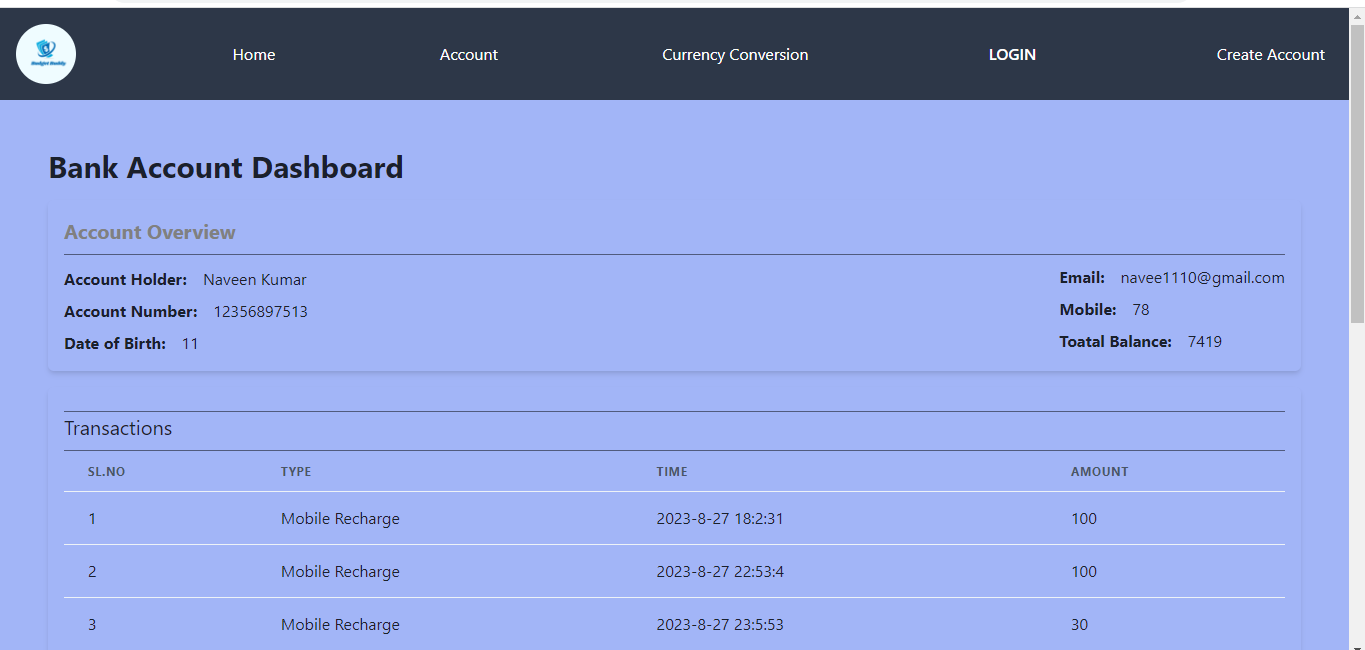 Home Account Currency Conversion LOGIN Create Account
Bank Account Dashboard
Account Overview
Account Holder: Naveen Kumar
Account Number: 12356897513
Date of Birth: 11
Email: navee1110@gmail.com
Mobile: 78
Toatal Balance: 7419
Transactions
SL.NO TYPE TIME AMOUNT
1 Mobile Recharge 2023-8-27 18:2:31 100
2 Mobile Recharge 2023-8-27 22:53:4 100
3 Mobile Recharge 2023-8-27 23:5:53 30